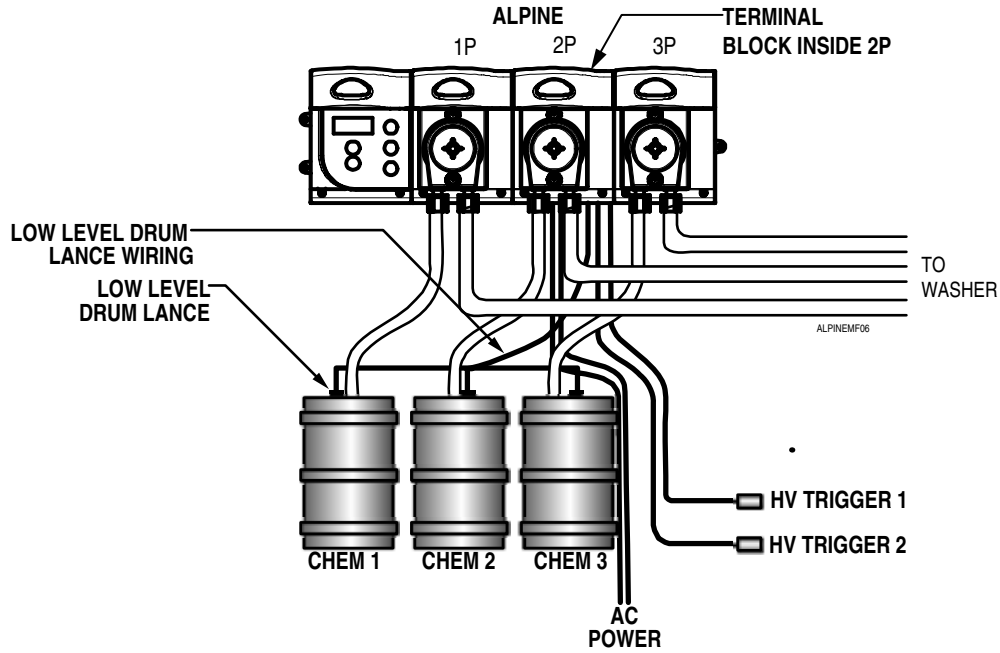 ALPINE
TERMINAL
BLOCK INSIDE 2P
1P
2P
3P
LOW LEVEL DRUM
LANCE WIRING
LOW LEVEL
DRUM LANCE
TO
WASHER
ALPINEMF06
HV TRIGGER 1
HV TRIGGER 2
CHEM 1
CHEM 2
CHEM 3
AC
POWER